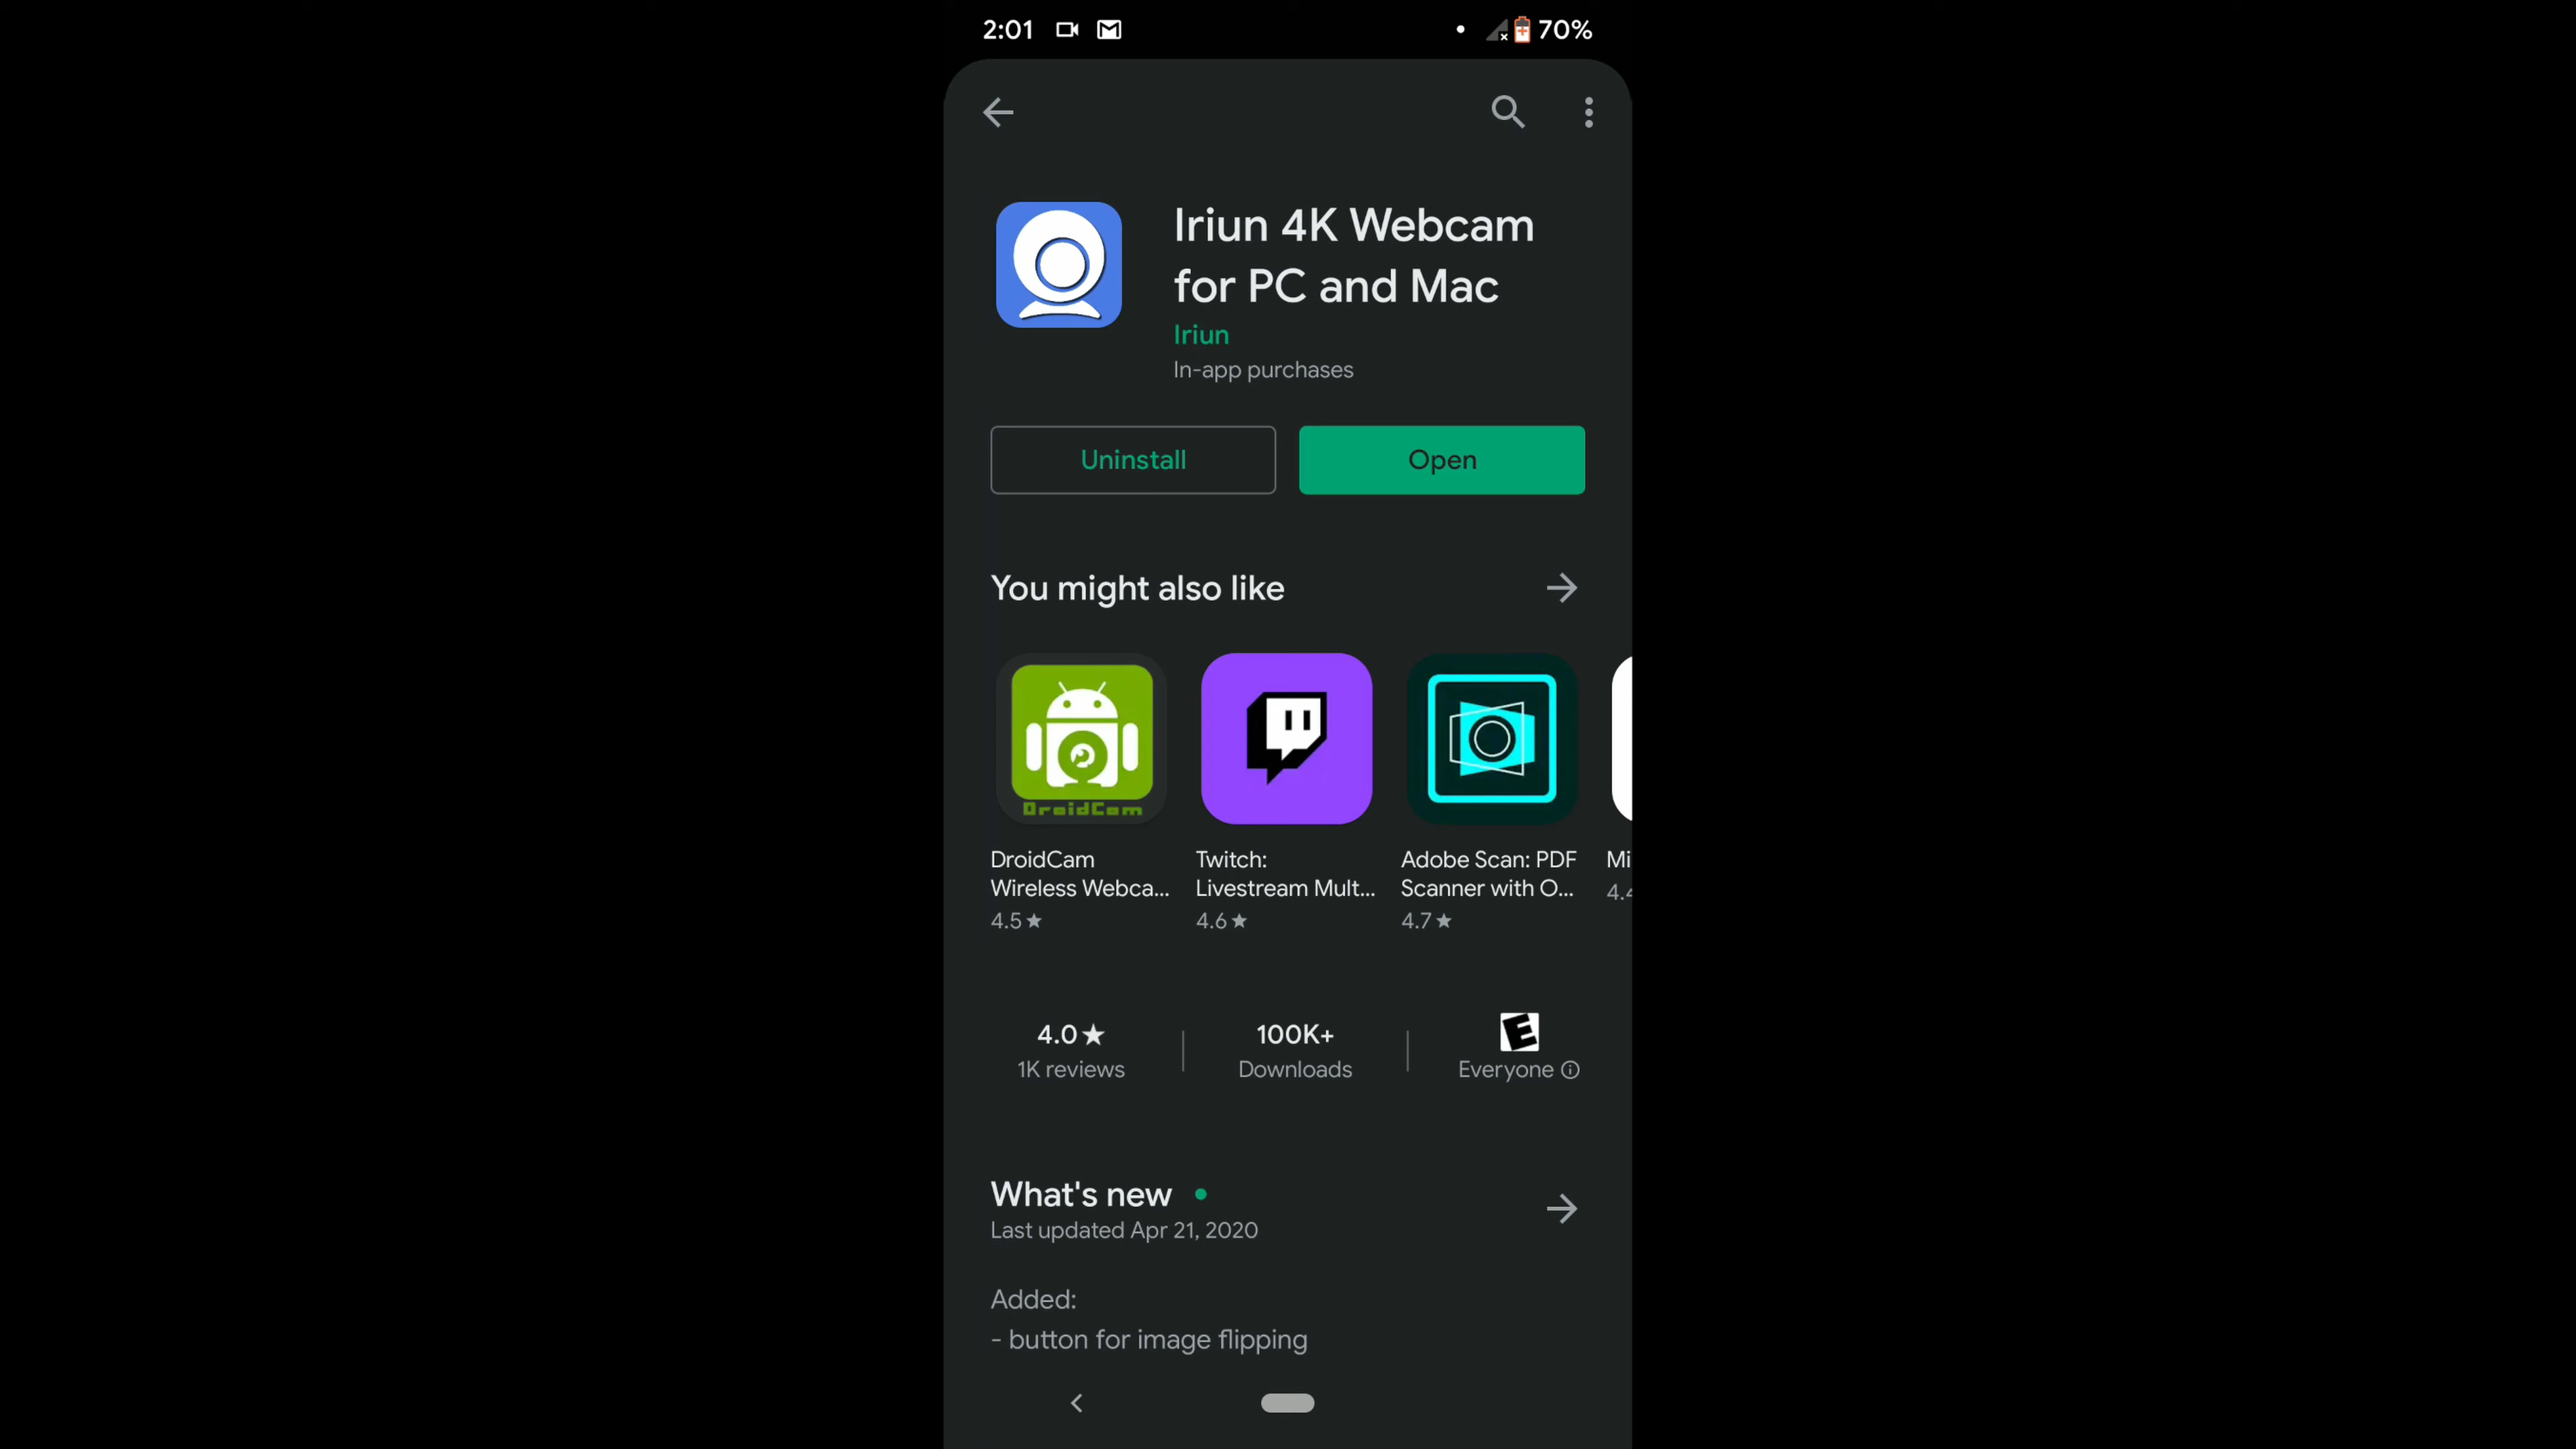 2:01
70%
Iriun 4K Webcam
for PC and Mac
Iriun
In-app purchases
Uninstall
Open
You might also like
DroidCam
DroidCam
Wireless Webca...
4.5★
Twitch:
Livestream Mult...
4.6★
Adobe Scan: PDF
Scanner with O...
4.7★
Mi
4.4
4.0★
1K reviews
100K+
Downloads
E
Everyone
What's new
Last updated Apr 21, 2020
Added:
- button for image flipping